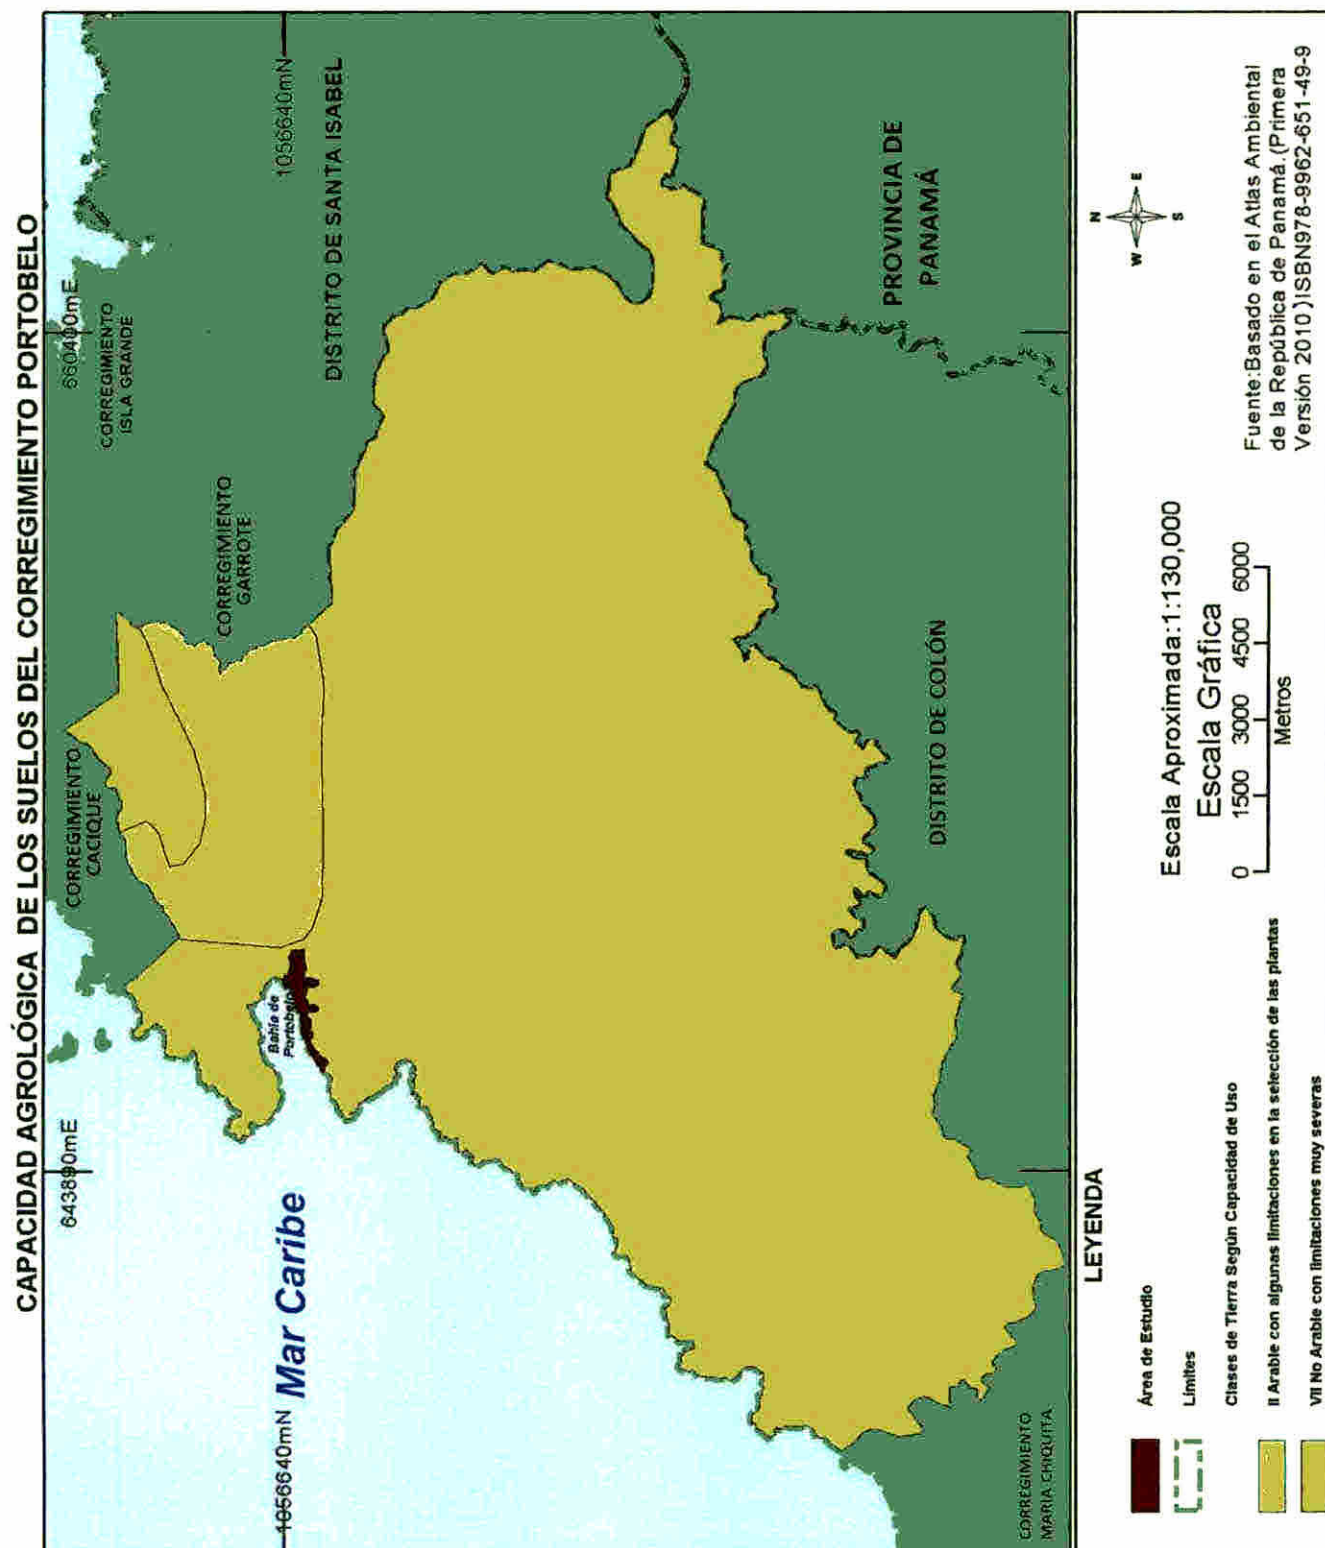 CAPACIDAD AGROLÓGICA DE LOS SUELOS DEL CORREGIMIENTO PORTOBELO
643890mE
660400mE
CORREGIMIENTO
CACIQUE
CORREGIMIENTO
ISLA GRANDE
CORREGIMIENTO
GARROTE
1056640mN
Mar Caribe
Bahía de
Portobelo
1056640mN
DISTRITO DE SANTA ISABEL
DISTRITO DE COLÓN
PROVINCIA DE
PANAMÁ
CORREGIMIENTO
MARIA CHIQUITA
LEYENDA
Área de Estudio
Límites
Clases de Tierra Según Capacidad de Uso
II Arable con algunas limitaciones en la selección de las plantas
VII No Arable con limitaciones muy severas
Escala Aproximada:1:130,000
Escala Gráfica
0 1500 3000 4500 6000
Metros
N
W E
S
Fuente:Basado en el Atlas Ambiental
de la República de Panamá.(Primera
Versión 2010)ISBN978-9962-651-49-9